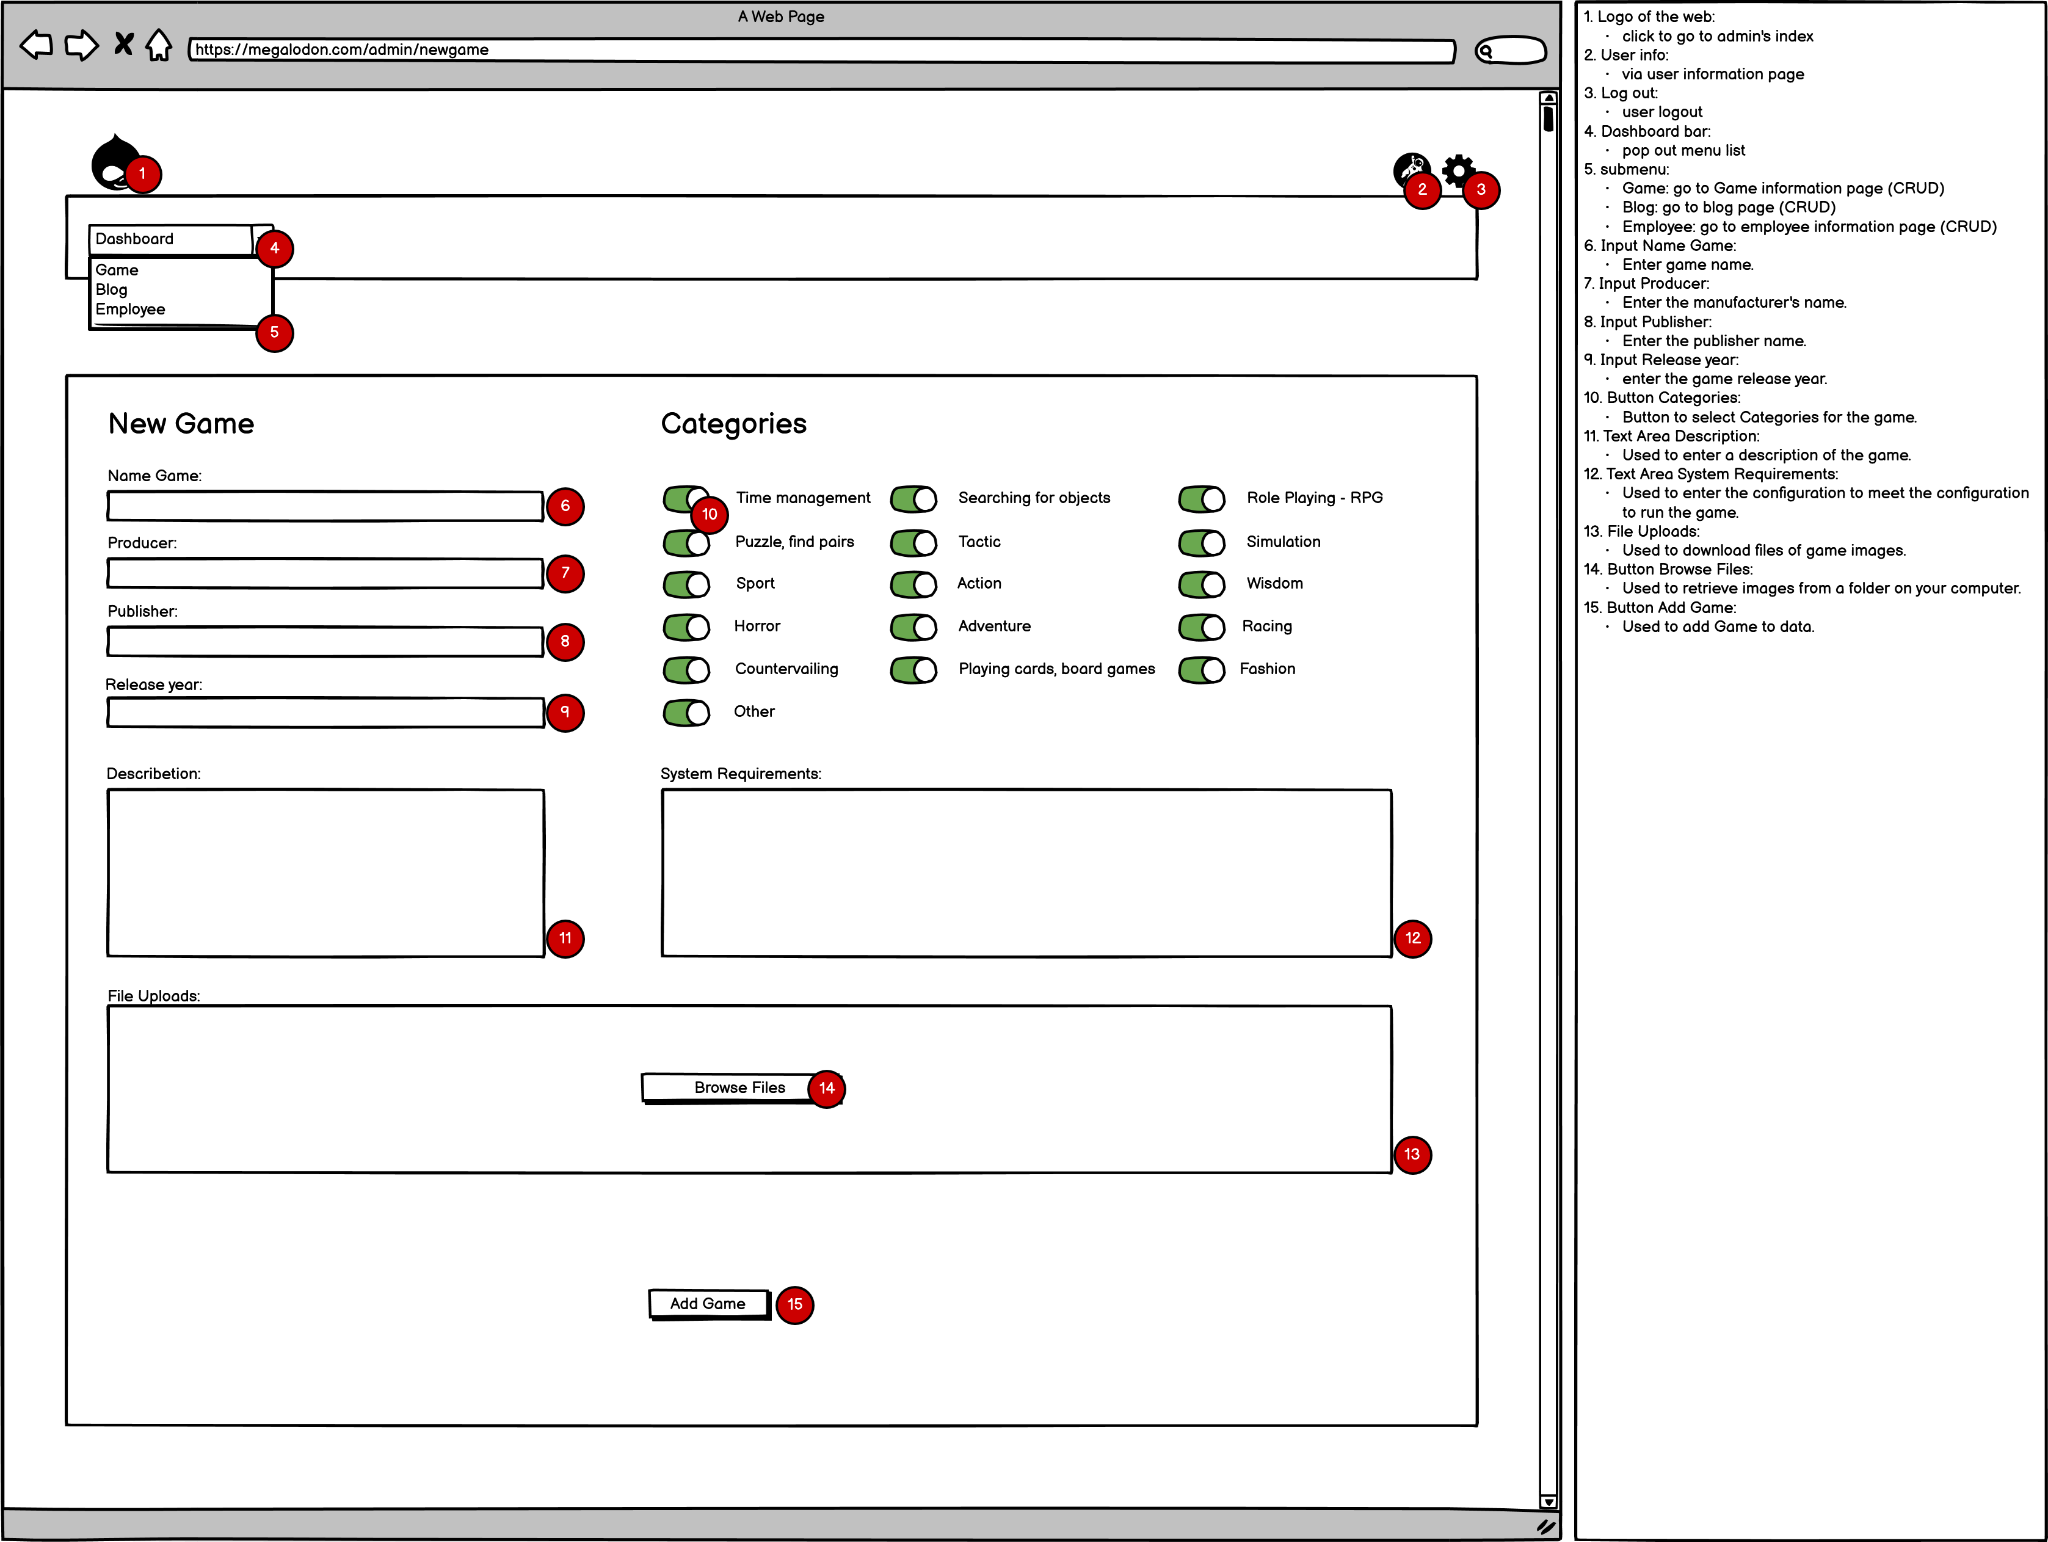 A Web Page
https://megalodon.com/admin/newgame
1
2
3
Dashboard
4
Game
Blog
Employee
5
New Game
Categories
Name Game:
6
Time management
Searching for objects
Role Playing - RPG
10
Producer:
7
Puzzle, find pairs
Tactic
Simulation
Sport
Action
Wisdom
Publisher:
8
Horror
Adventure
Racing
Countervailing
Playing cards, board games
Fashion
Release year:
9
Other
Describetion:
System Requirements:
11
12
File Uploads:
Browse Files
14
13
Add Game
15
1. Logo of the web:
· click to go to admin's index
2. User info:
· via user information page
3. Log out:
· user logout
4. Dashboard bar:
· pop out menu list
5. submenu:
· Game: go to Game information page (CRUD)
· Blog: go to blog page (CRUD)
· Employee: go to employee information page (CRUD)
6. Input Name Game:
· Enter game name.
7. Input Producer:
· Enter the manufacturer's name.
8. Input Publisher:
· Enter the publisher name.
9. Input Release year:
· enter the game release year.
10. Button Categories:
· Button to select Categories for the game.
11. Text Area Description:
· Used to enter a description of the game.
12. Text Area System Requirements:
· Used to enter the configuration to meet the configuration
to run the game.
13. File Uploads:
· Used to download files of game images.
14. Button Browse Files:
· Used to retrieve images from a folder on your computer.
15. Button Add Game:
· Used to add Game to data.